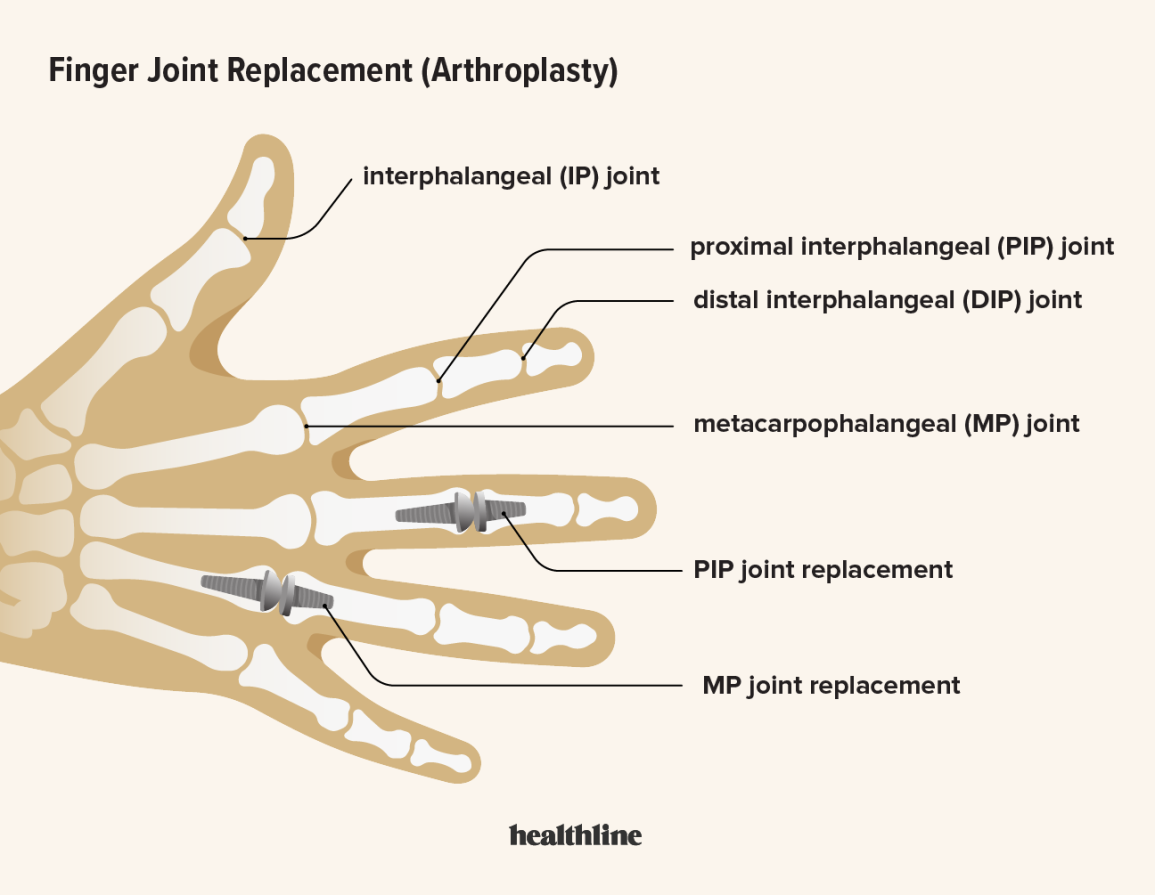 Finger Joint Replacement (Arthroplasty)
interphalangeal (IP) joint
proximal interphalangeal (PIP) joint
distal interphalangeal (DIP) joint
metacarpophalangeal (MP) joint
PIP joint replacement
MP joint replacement
healthline